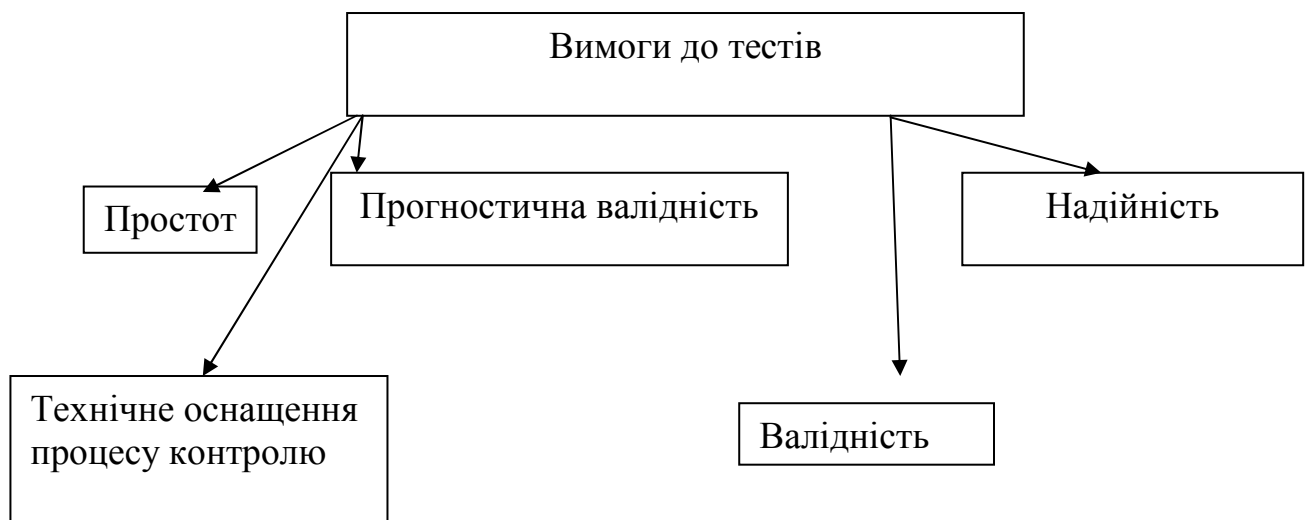 Вимоги до тестів
Простот
Прогностична валідність
Надійність
Технічне оснащення
процесу контролю
Валідність